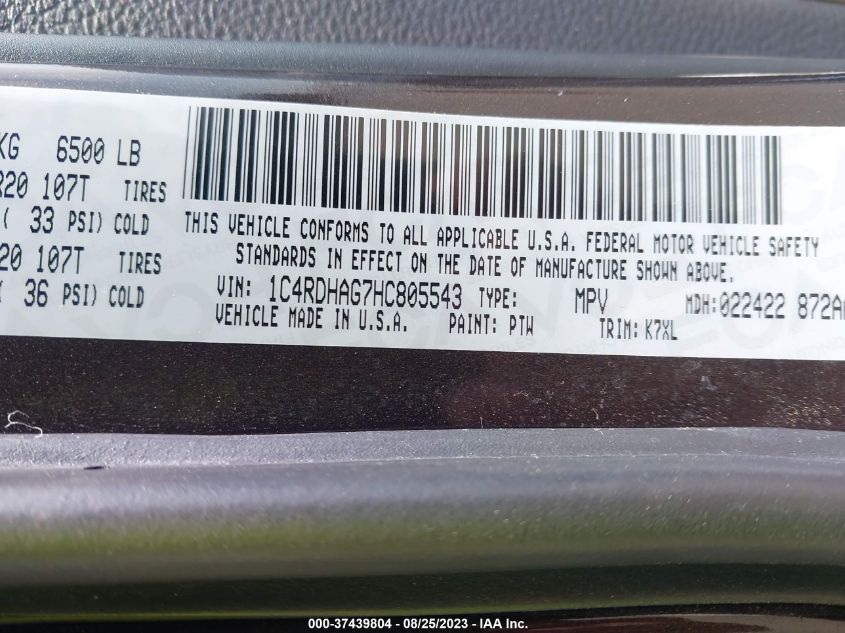 KG 6500 LB
R20 107T TIRES
( 33 PSI) COLD
20 107T TIRES
( 36 PSI) COLD
THIS VEHICLE CONFORMS TO ALL APPLICABLE U.S.A. FEDERAL MOTOR VEHICLE SAFETY
STANDARDS IN EFFECT ON THE DATE OF MANUFACTURE SHOWN ABOVE.
VIN: 1C4RDHAG7HC805543 TYPE: MPV MDH: 022422 872A
VEHICLE MADE IN U.S.A. PAINT: PTW TRIM: K7XL
000-37439804 - 08/25/2023 - IAA Inc.